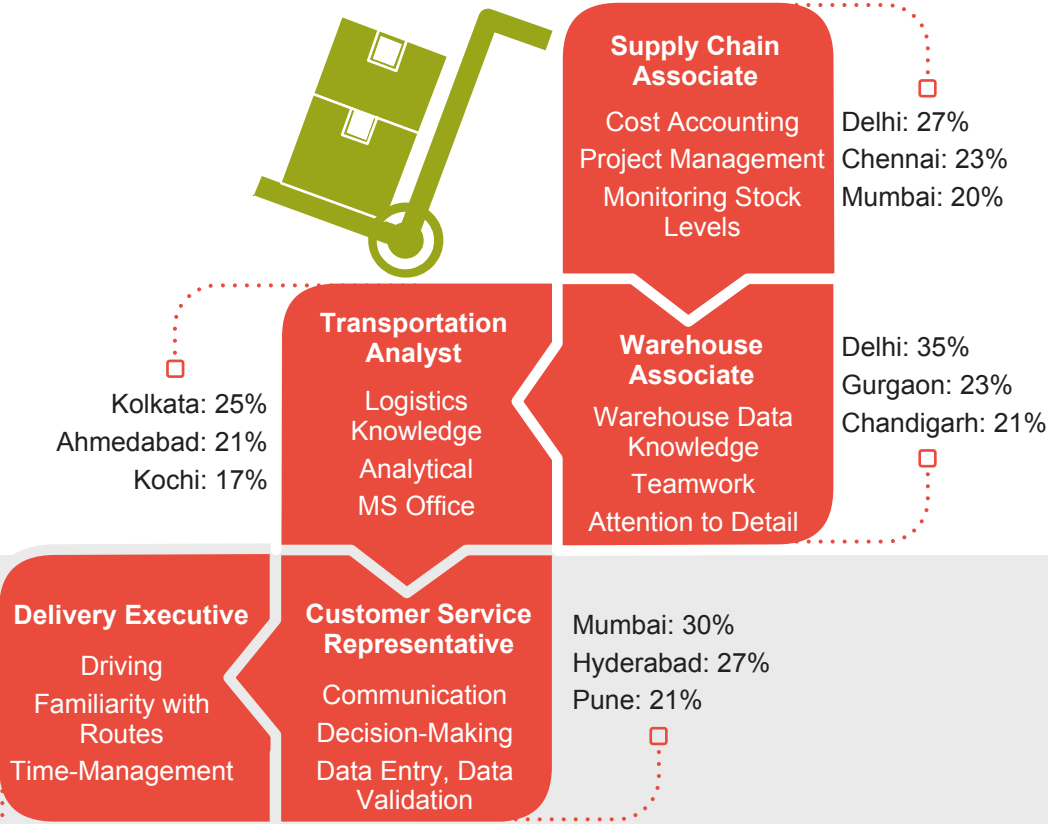 Supply Chain
Associate
Cost Accounting
Project Management
Monitoring Stock
Levels
Delhi: 27%
Chennai: 23%
Mumbai: 20%
Transportation
Analyst
Logistics
Knowledge
Analytical
MS Office
Kolkata: 25%
Ahmedabad: 21%
Kochi: 17%
Warehouse
Associate
Warehouse Data
Knowledge
Teamwork
Attention to Detail
Delhi: 35%
Gurgaon: 23%
Chandigarh: 21%
Delivery Executive
Driving
Familiarity with
Routes
Time-Management
Customer Service
Representative
Communication
Decision-Making
Data Entry, Data
Validation
Mumbai: 30%
Hyderabad: 27%
Pune: 21%